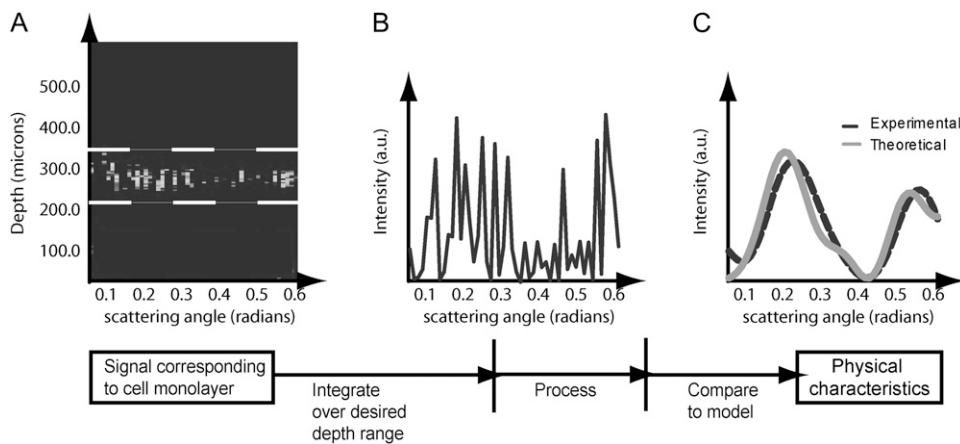 A
Depth (microns)
500.0
400.0
300.0
200.0
100.0
0.1 0.2 0.3 0.4 0.5 0.6
scattering angle (radians)
B
Intensity (a.u.)
0.1 0.2 0.3 0.4 0.5 0.6
scattering angle (radians)
C
Intensity (a.u.)
Experimental
Theoretical
0.1 0.2 0.3 0.4 0.5 0.6
scattering angle (radians)
Signal corresponding
to cell monolayer
Integrate
over desired
depth range
Process
Compare
to model
Physical
characteristics